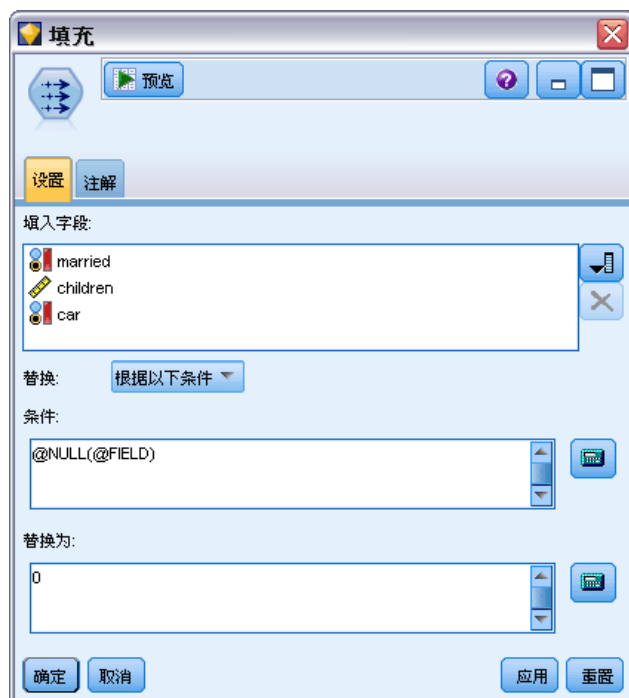 填充
预览
设置 注解
填入字段:
married
children
car
替换: 根据以下条件
条件:
@NULL(@FIELD)
替换为:
0
确定 取消 应用 重置